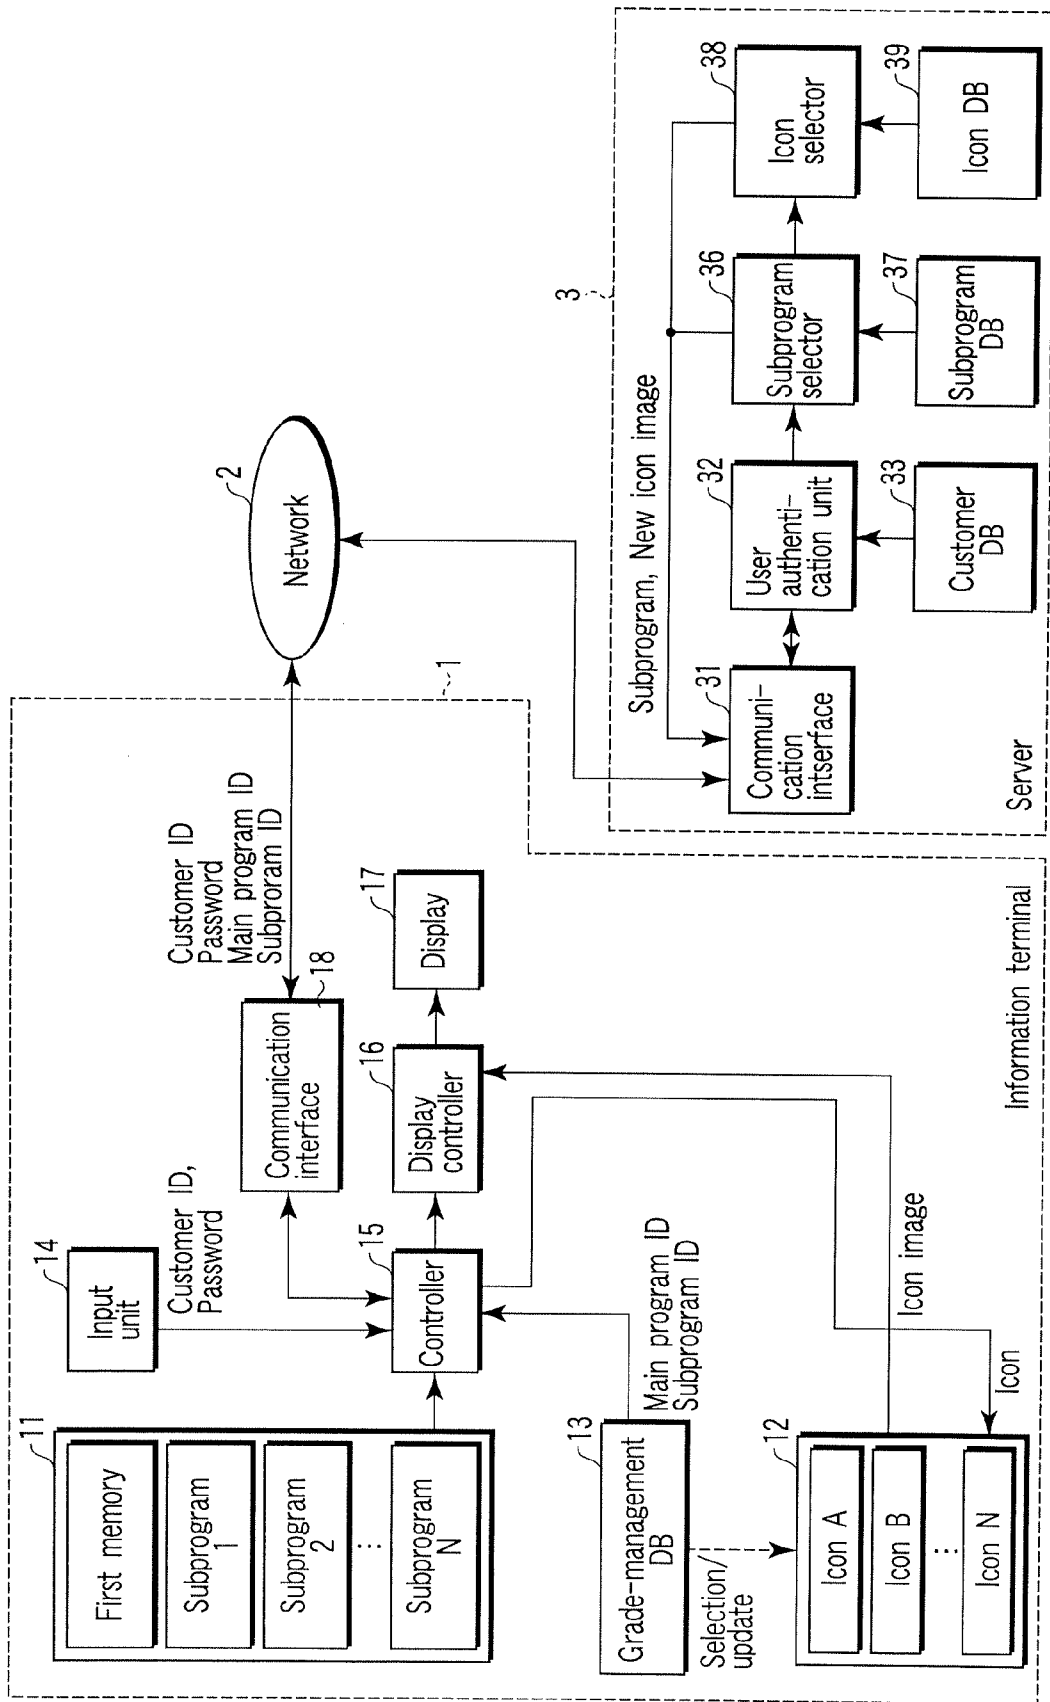 11
First memory
Subprogram
1
Subprogram
2
⋮
Subprogram
N
14
Input
unit
Customer ID,
Password
15
Controller
Communication
interface
18
Customer ID
Password
Main program ID
Subproram ID
16
Display
controller
17
Display
13
Grade-management
DB
Main program ID
Subprogram ID
Selection/
update
12
Icon A
Icon B
⋮
Icon N
Icon image
Icon
Information terminal
1
2
Network
3
Subprogram, New icon image
31
Communi-
cation
intserface
32
User
authenti-
cation unit
33
Customer
DB
36
Subprogram
selector
37
Subprogram
DB
38
Icon
selector
39
Icon DB
Server